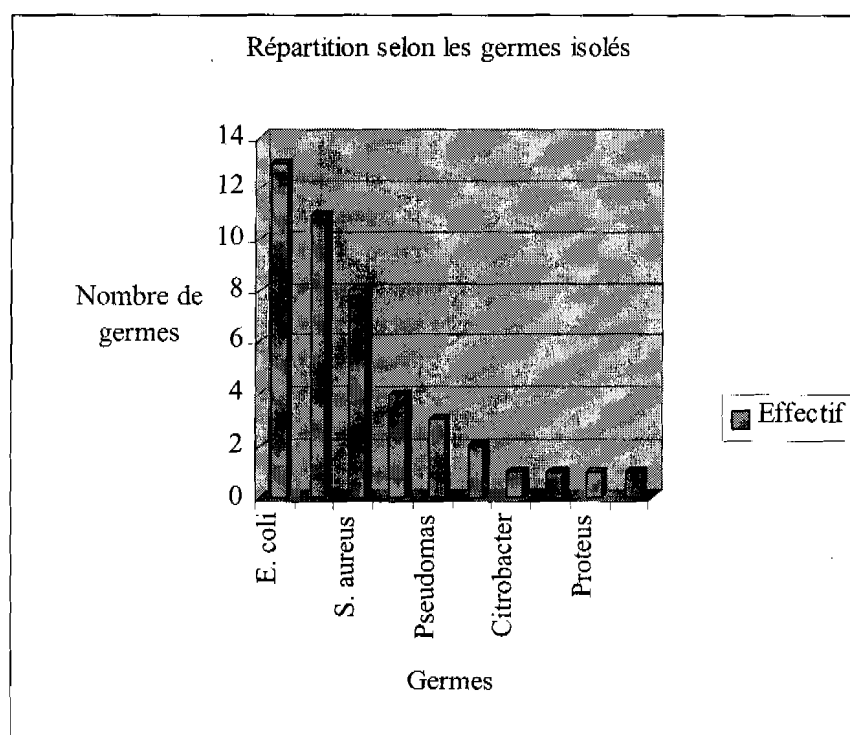 Répartition selon les germes isolés
14
12
10
8
6
4
2
0
Nombre de
germes
E. coli
S. aureus
Pseudomas
Citrobacter
Proteus
Germes
Effectif